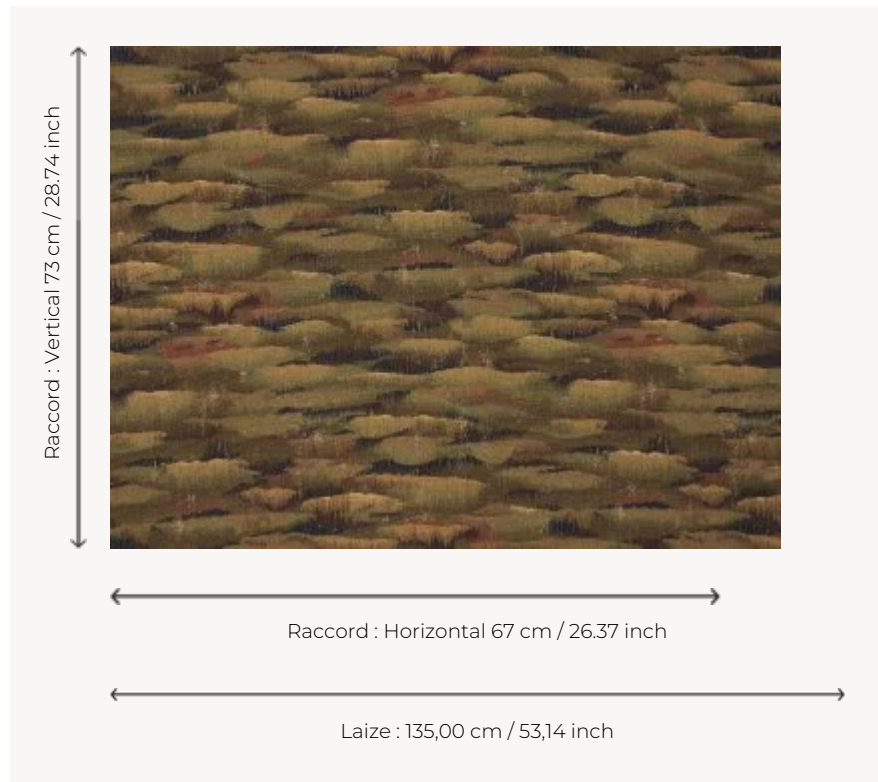 Raccord : Vertical 73 cm / 28.74 inch
Raccord : Horizontal 67 cm / 26.37 inch
Laize : 135,00 cm / 53,14 inch